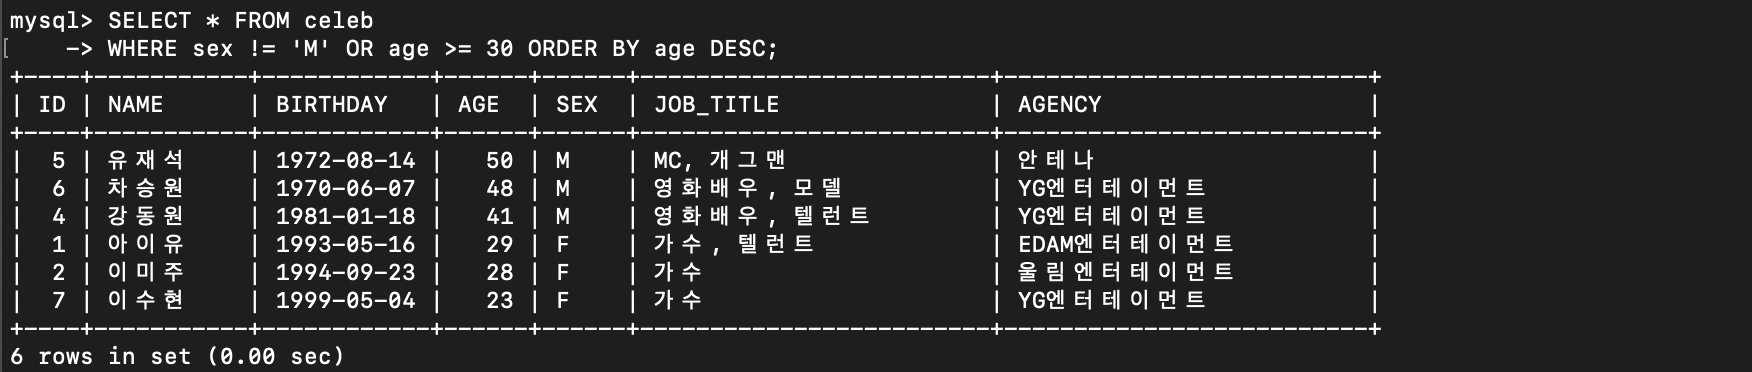 mysql> SELECT * FROM celeb
[    -> WHERE sex != 'M' OR age >= 30 ORDER BY age DESC;
+----+-----------+------------+------+------+-------------------------+--------------------------+
| ID | NAME      | BIRTHDAY   | AGE  | SEX  | JOB_TITLE               | AGENCY                   |
+----+-----------+------------+------+------+-------------------------+--------------------------+
|  5 | 유재석    | 1972-08-14 |   50 | M    | MC, 개그맨              | 안테나                   |
|  6 | 차승원    | 1970-06-07 |   48 | M    | 영화배우, 모델          | YG엔터테이먼트           |
|  4 | 강동원    | 1981-01-18 |   41 | M    | 영화배우, 텔런트        | YG엔터테이먼트           |
|  1 | 아이유    | 1993-05-16 |   29 | F    | 가수, 텔런트            | EDAM엔터테이먼트         |
|  2 | 이미주    | 1994-09-23 |   28 | F    | 가수                    | 울림엔터테이먼트         |
|  7 | 이수현    | 1999-05-04 |   23 | F    | 가수                    | YG엔터테이먼트           |
+----+-----------+------------+------+------+-------------------------+--------------------------+
6 rows in set (0.00 sec)